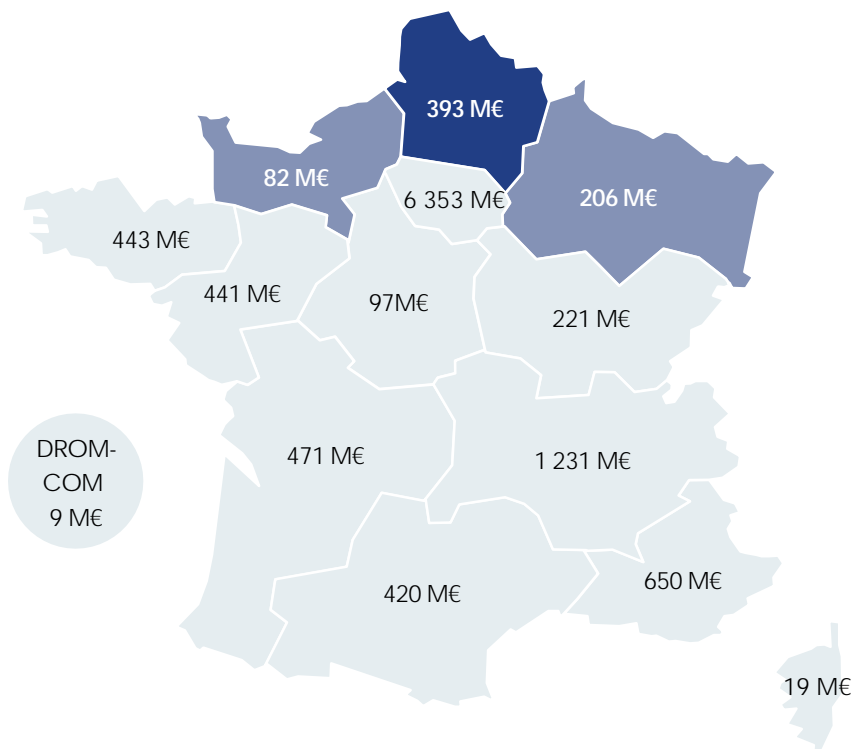 393 M€
82 M€
6 353 M€
206 M€
443 M€
441 M€
97M€
221 M€
DROM-
COM
9 M€
471 M€
1 231 M€
420 M€
650 M€
19 M€